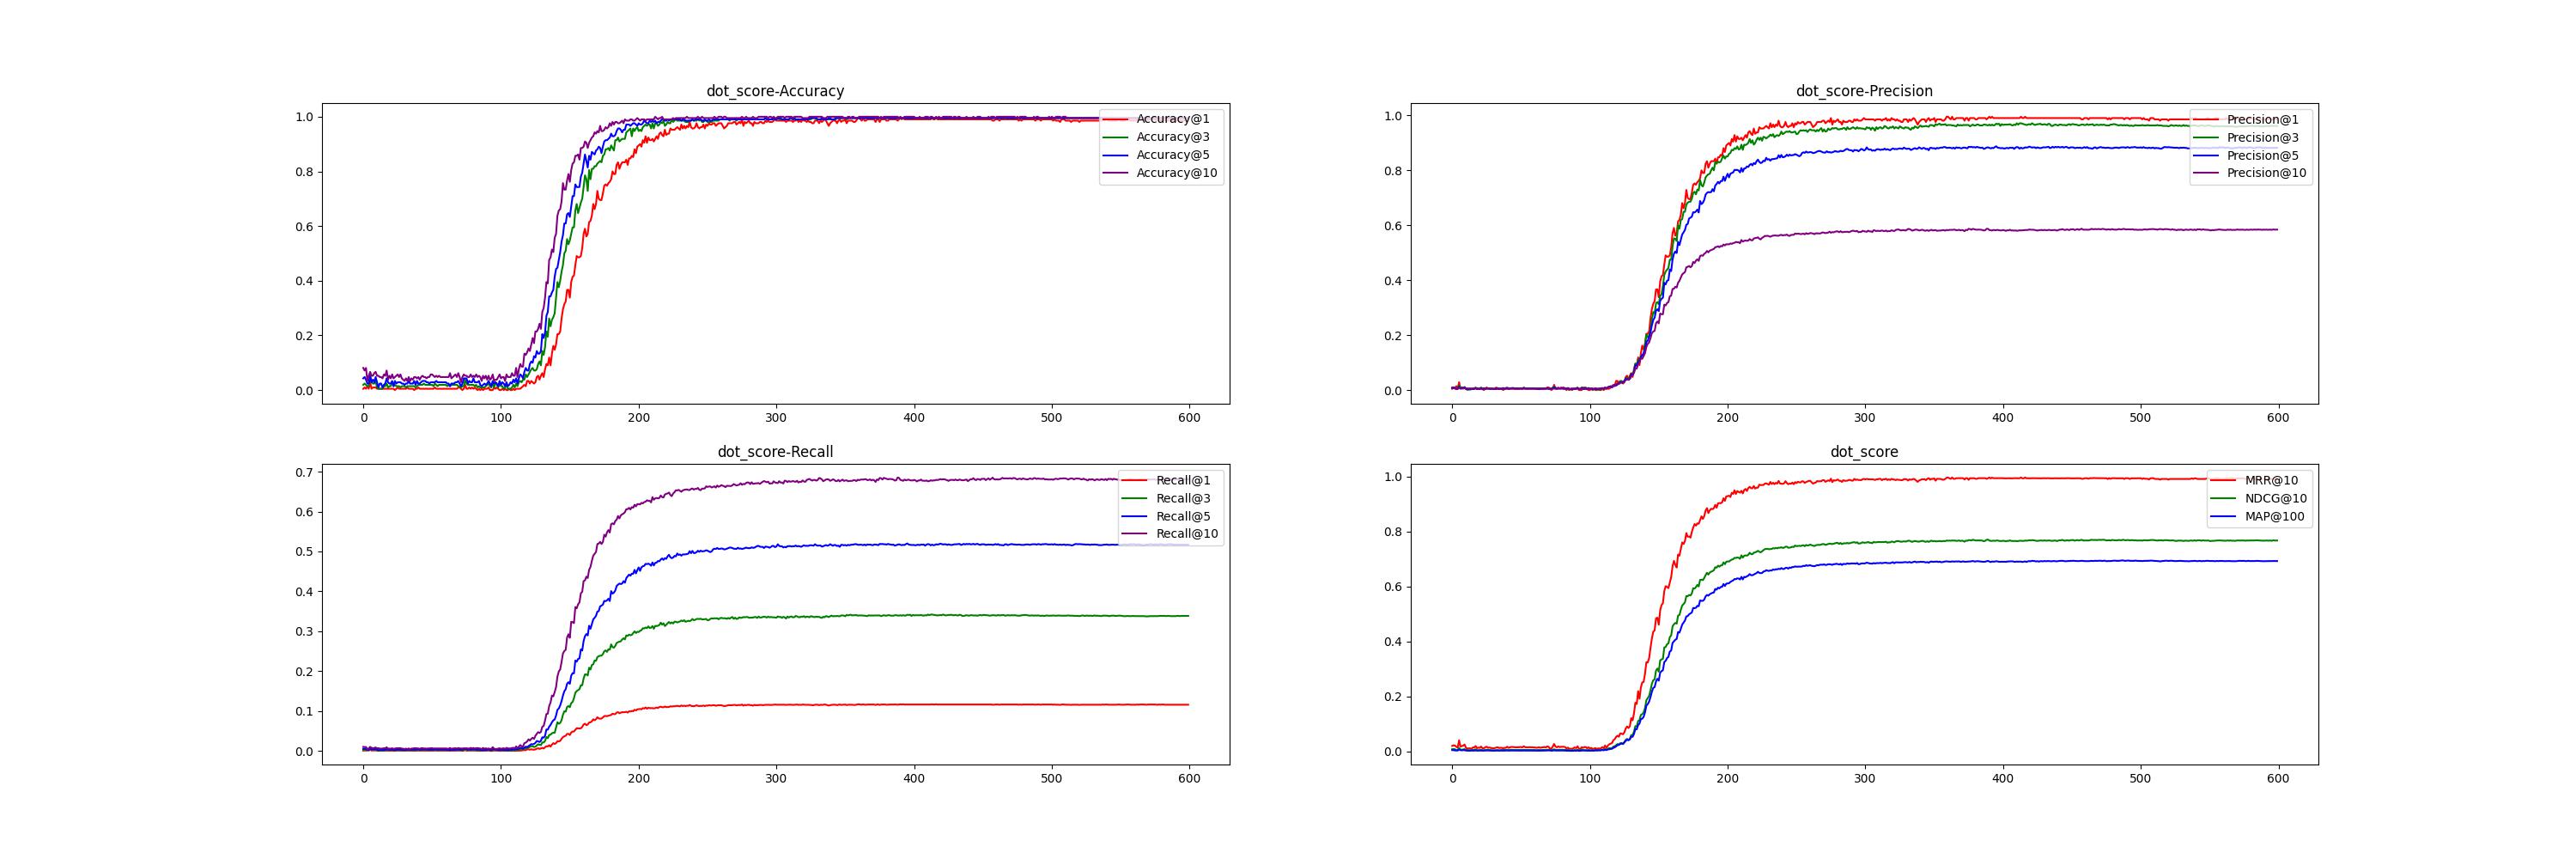 dot_score-Accuracy
1.0
0.8
0.6
0.4
0.2
0.0
0 100 200 300 400 500 600
Accuracy@1
Accuracy@3
Accuracy@5
Accuracy@10
dot_score-Precision
1.0
0.8
0.6
0.4
0.2
0.0
0 100 200 300 400 500 600
Precision@1
Precision@3
Precision@5
Precision@10
dot_score-Recall
0.7
0.6
0.5
0.4
0.3
0.2
0.1
0.0
0 100 200 300 400 500 600
Recall@1
Recall@3
Recall@5
Recall@10
dot_score
1.0
0.8
0.6
0.4
0.2
0.0
0 100 200 300 400 500 600
MRR@10
NDCG@10
MAP@100